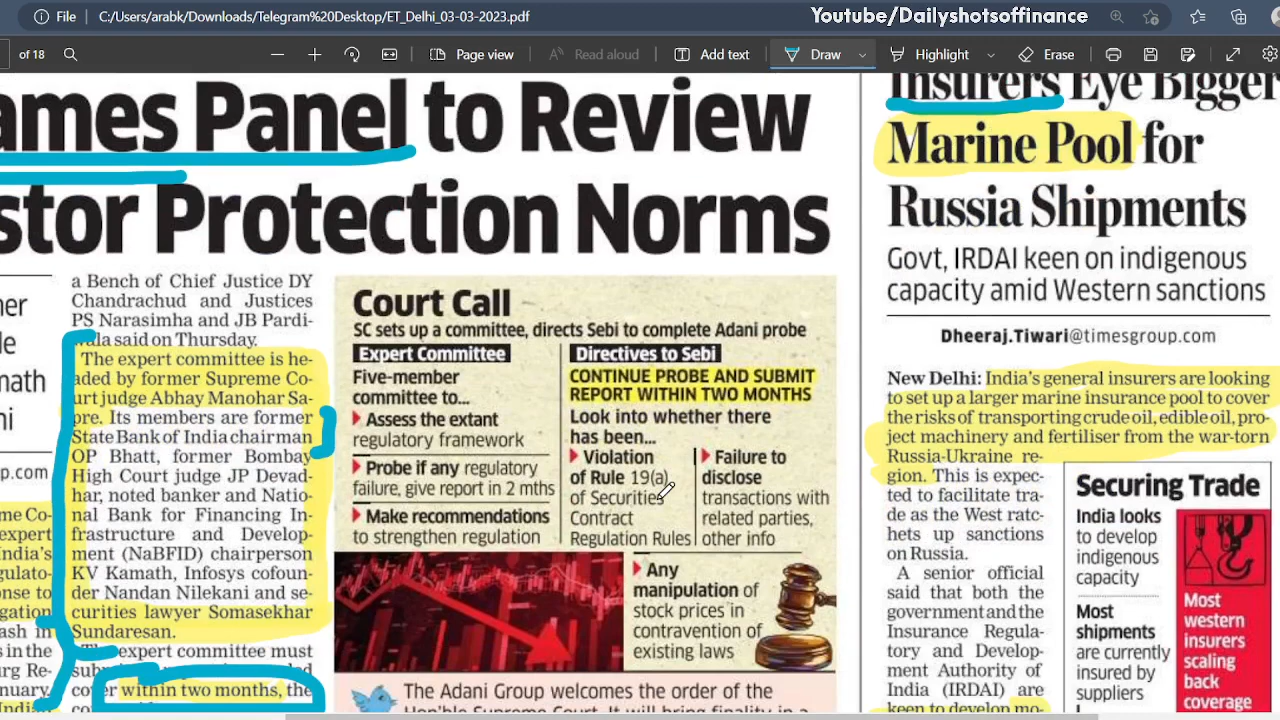 File
C:/Users/arabk/Downloads/Telegram%20Desktop/ET_Delhi_03-03-2023.pdf
Youtube/Dailyshotsoffinance
of 18
Page view
Read aloud
Add text
Draw
Highlight
Erase
ames Panel to Review
stor Protection Norms
a Bench of Chief Justice DY
Chandrachud and Justices
PS Narasimha and JB Pardi-
wala said on Thursday.
The expert committee is he-
aded by former Supreme Co-
urt judge Abhay Manohar Sa-
pre. Its members are former
State Bank of India chairman
OP Bhatt, former Bombay
High Court judge JP Devad-
har, noted banker and Natio-
nal Bank for Financing In-
frastructure and Develop-
ment (NaBFID) chairperson
KV Kamath, Infosys cofoun-
der Nandan Nilekani and se-
curities lawyer Somasekhar
Sundaresan.
The expert committee must
within two months, the
Court Call
SC sets up a committee, directs Sebi to complete Adani probe
Expert Committee
Five-member
committee to...
Assess the extant
regulatory framework
Probe if any regulatory
failure, give report in 2 mths
Make recommendations
to strengthen regulation
Directives to Sebi
CONTINUE PROBE AND SUBMIT
REPORT WITHIN TWO MONTHS
Look into whether there
has been...
Violation
of Rule 19(a)
of Securities
Contract
Regulation Rules
Failure to
disclose
transactions with
related parties,
other info
Any
manipulation of
stock prices in
contravention of
existing laws
The Adani Group welcomes the order of the
Hon'ble Supreme Court. It will bring finality in a
Insurers Eye Bigger
Marine Pool for
Russia Shipments
Govt, IRDAI keen on indigenous
capacity amid Western sanctions
Dheeraj.Tiwari@timesgroup.com
New Delhi: India's general insurers are looking
to set up a larger marine insurance pool to cover
the risks of transporting crude oil, edible oil, pro-
ject machinery and fertiliser from the war-torn
Russia-Ukraine re-
gion. This is expec-
ted to facilitate tra-
de as the West ratc-
hets up sanctions
on Russia.
A senior official
said that both the
government and the
Insurance Regula-
tory and Develop-
ment Authority of
India (IRDAI) are
keen to develop mo-
Securing Trade
India looks
to develop
indigenous
capacity
Most
shipments
are currently
insured by
suppliers
Most
western
insurers
scaling
back
coverage